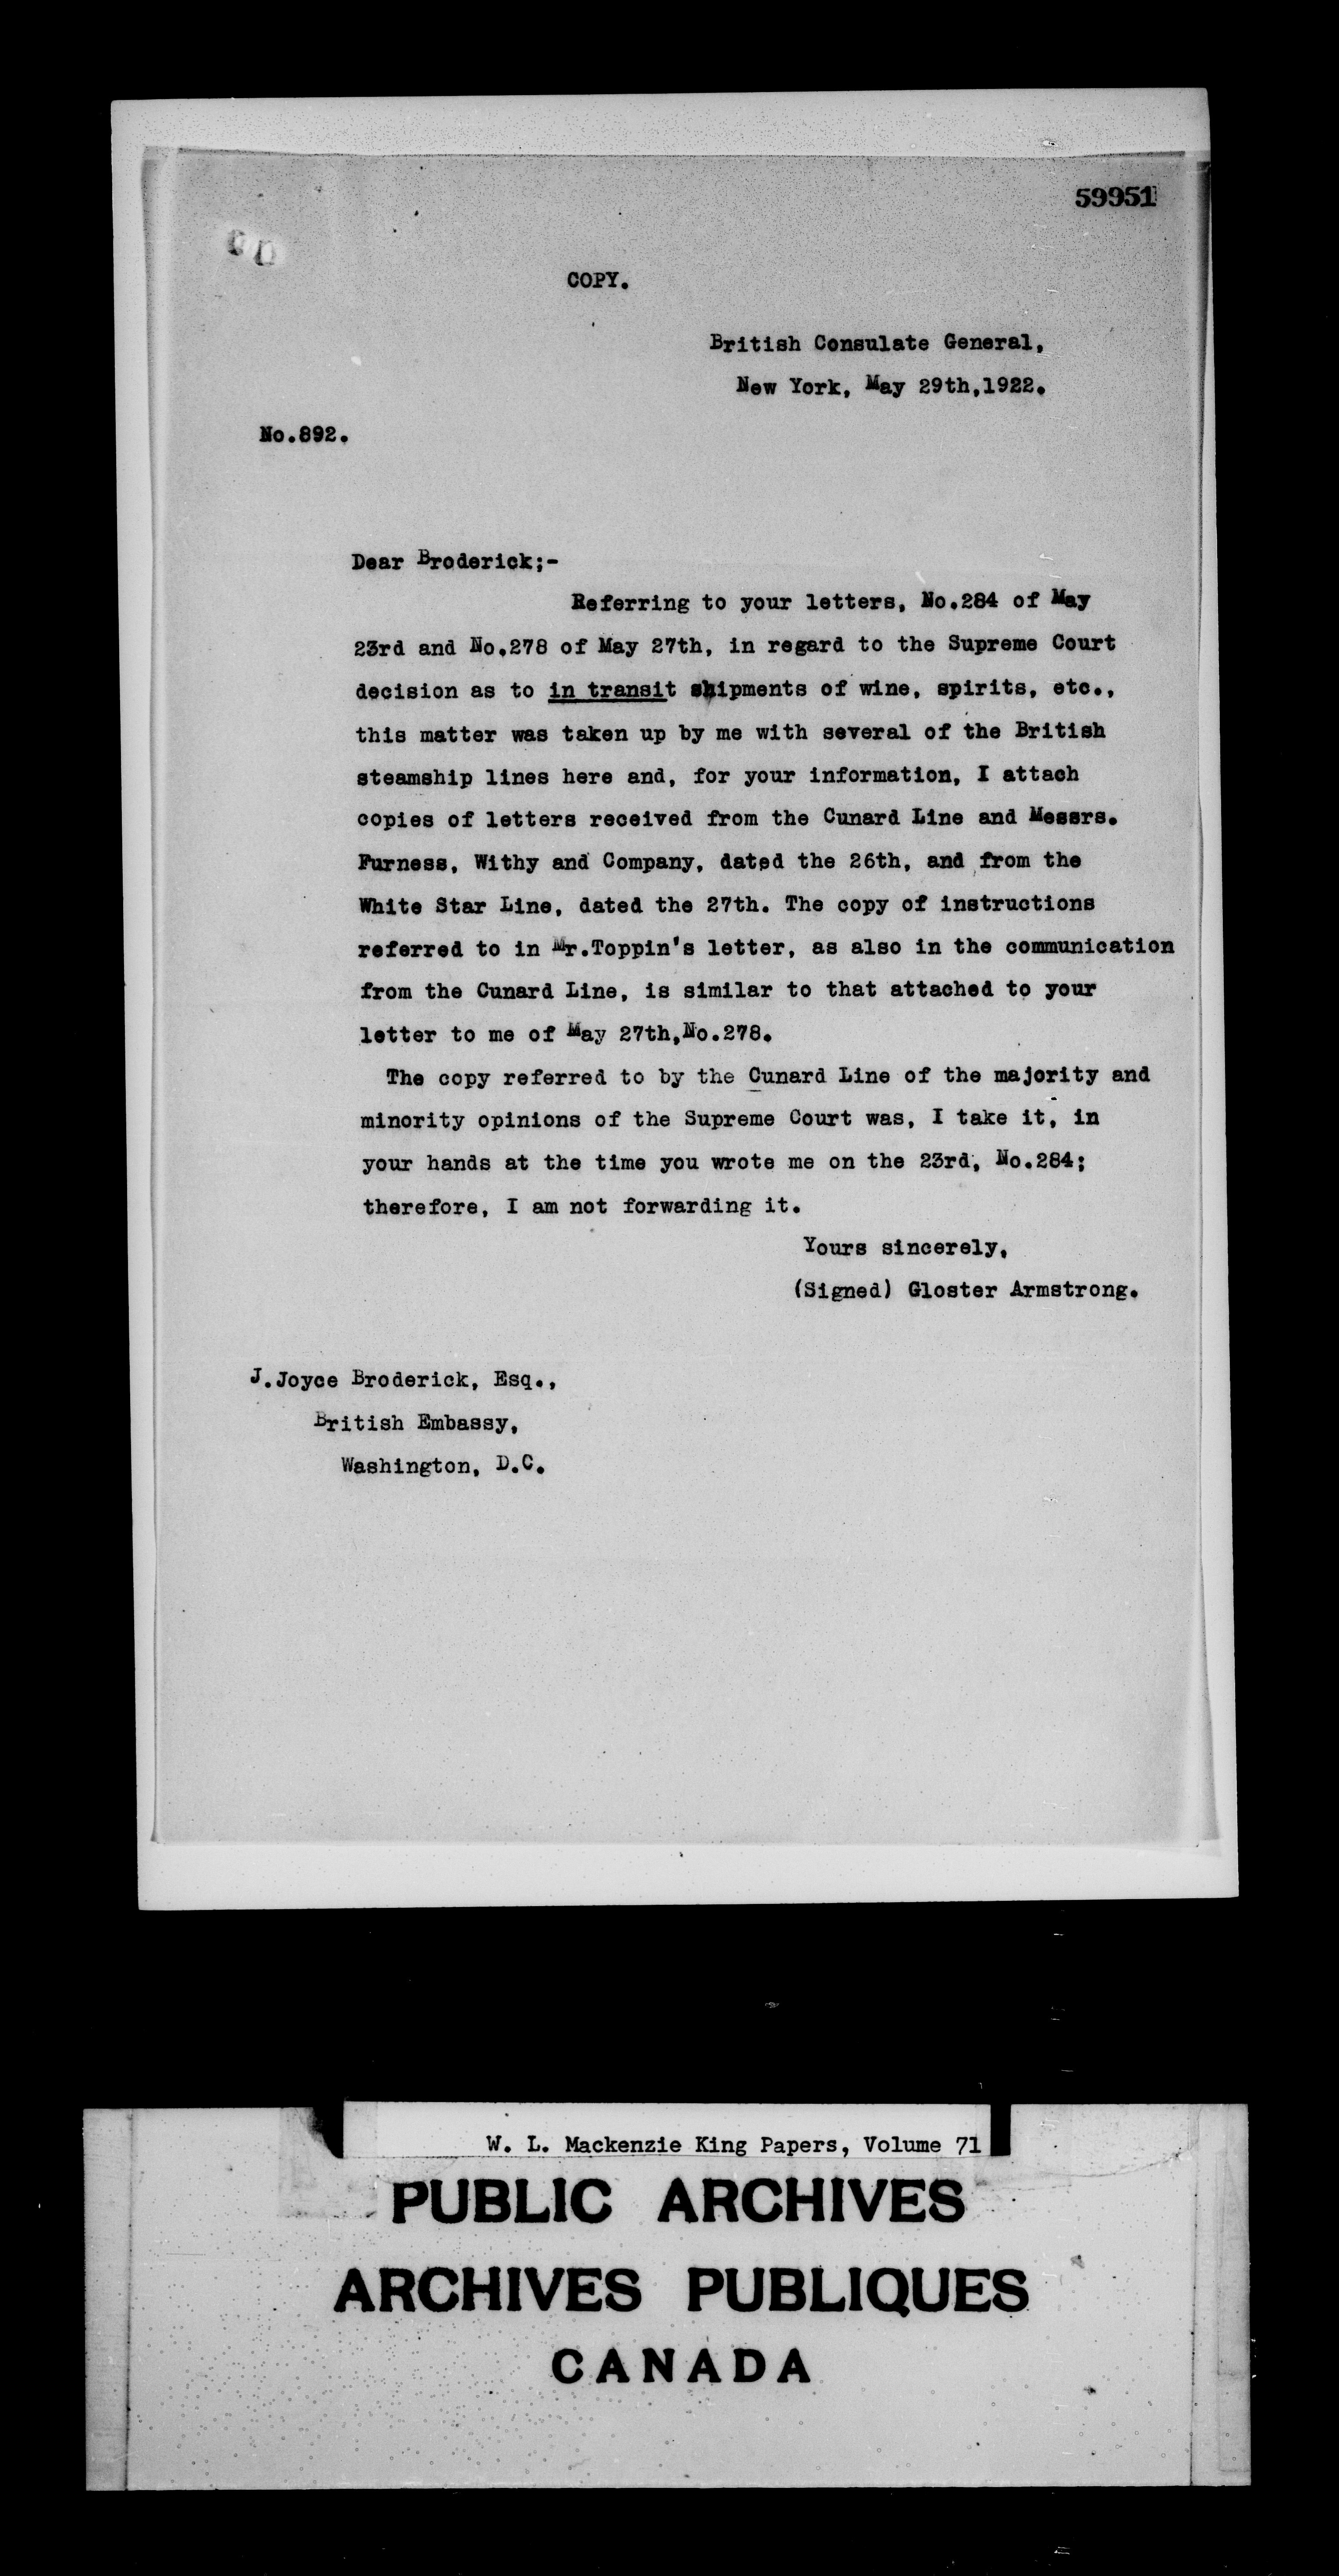 59951
COPY.
British Consulate General,
New York, May 29th,1922.
No.892.
Dear Broderick;-
Referring to your letters, No.284 of May
23rd and No.278 of May 27th, in regard to the Supreme Court
decision as to in transit shipments of wine, spirits, etc.,
this matter was taken up by me with several of the British
steamship lines here and, for your information, I attach
copies of letters received from the Cunard Line and Messrs.
Furness, Withy and Company, dated the 26th, and from the
White Star Line, dated the 27th. The copy of instructions
referred to in Mr.Toppin's letter, as also in the communication
from the Cunard Line, is similar to that attached to your
letter to me of May 27th,No.278.
The copy referred to by the Cunard Line of the majority and
minority opinions of the Supreme Court was, I take it, in
your hands at the time you wrote me on the 23rd, No.284;
therefore, I am not forwarding it.
Yours sincerely,
(Signed) Gloster Armstrong.
J.Joyce Broderick, Esq.,
British Embassy,
Washington, D.C.
W. L. Mackenzie King Papers, Volume 71
PUBLIC ARCHIVES
ARCHIVES PUBLIQUES
CANADA